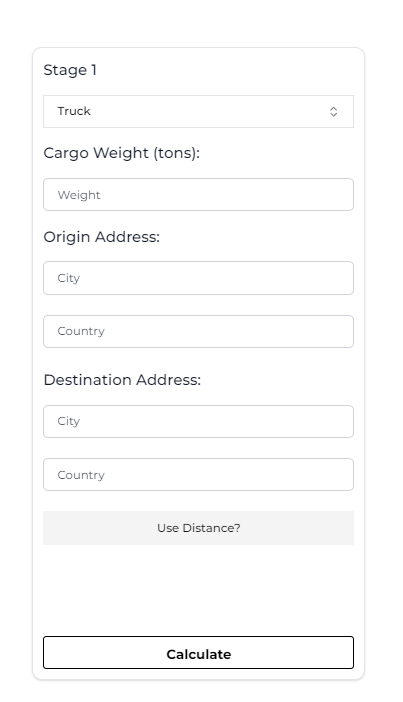 Stage 1
Truck
Cargo Weight (tons):
Weight
Origin Address:
City
Country
Destination Address:
City
Country
Use Distance?
Calculate